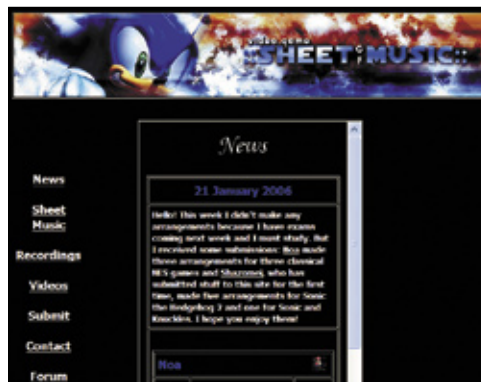 video game
SHEET MUSIC
News
21 January 2006
Hello! This week I didn't make any
arrangements because I have exams
coming next week and I must study. But
I received some submissions: Noa made
three arrangements for three classical
NES games and Shazomei, who has
submitted stuff to this site for the first
time, made five arrangements for Sonic
the Hedgehog 3 and one for Sonic and
Knuckles. I hope you enjoy them!
Noa
News
Sheet
Music
Recordings
Videos
Submit
Contact
Forum